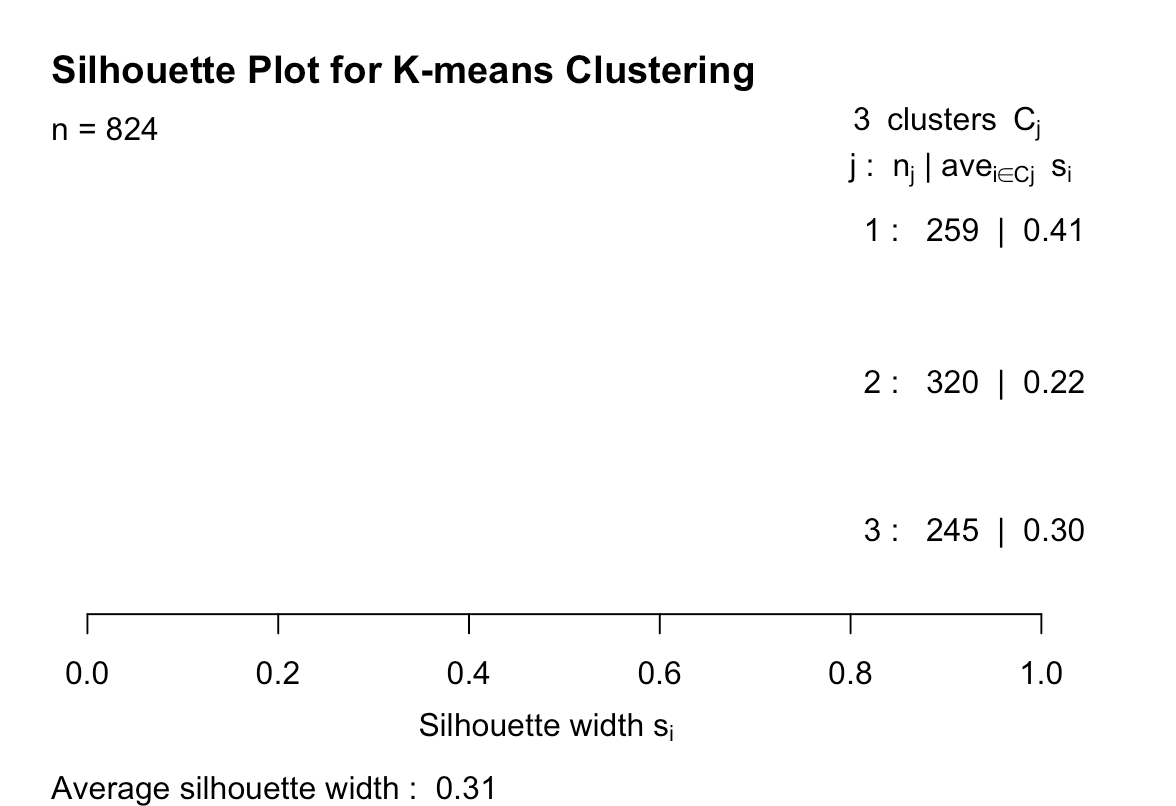 Silhouette Plot for K-means Clustering
n = 824
3 clusters Cj
j : nj | avei∈Cj si
1 : 259 | 0.41
2 : 320 | 0.22
3 : 245 | 0.30
0.0 0.2 0.4 0.6 0.8 1.0
Silhouette width si
Average silhouette width : 0.31